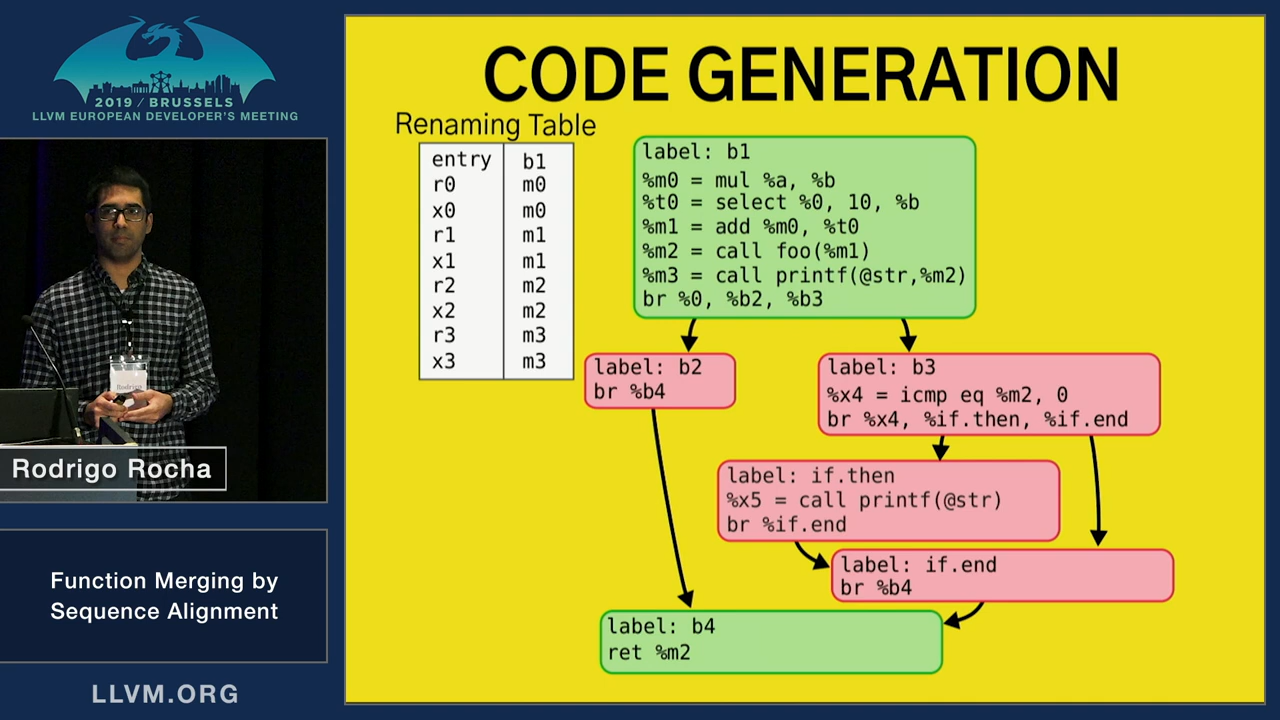 2019 / BRUSSELS
LLVM EUROPEAN DEVELOPER'S MEETING
Rodrigo
Rodrigo Rocha
Function Merging by
Sequence Alignment
LLVM.ORG
CODE GENERATION
Renaming Table
entry b1
r0 m0
x0 m0
r1 m1
x1 m1
r2 m2
x2 m2
r3 m3
x3 m3
label: b1
%m0 = mul %a, %b
%t0 = select %0, 10, %b
%m1 = add %m0, %t0
%m2 = call foo(%m1)
%m3 = call printf(@str,%m2)
br %0, %b2, %b3
label: b2
br %b4
label: b3
%x4 = icmp eq %m2, 0
br %x4, %if.then, %if.end
label: if.then
%x5 = call printf(@str)
br %if.end
label: if.end
br %b4
label: b4
ret %m2